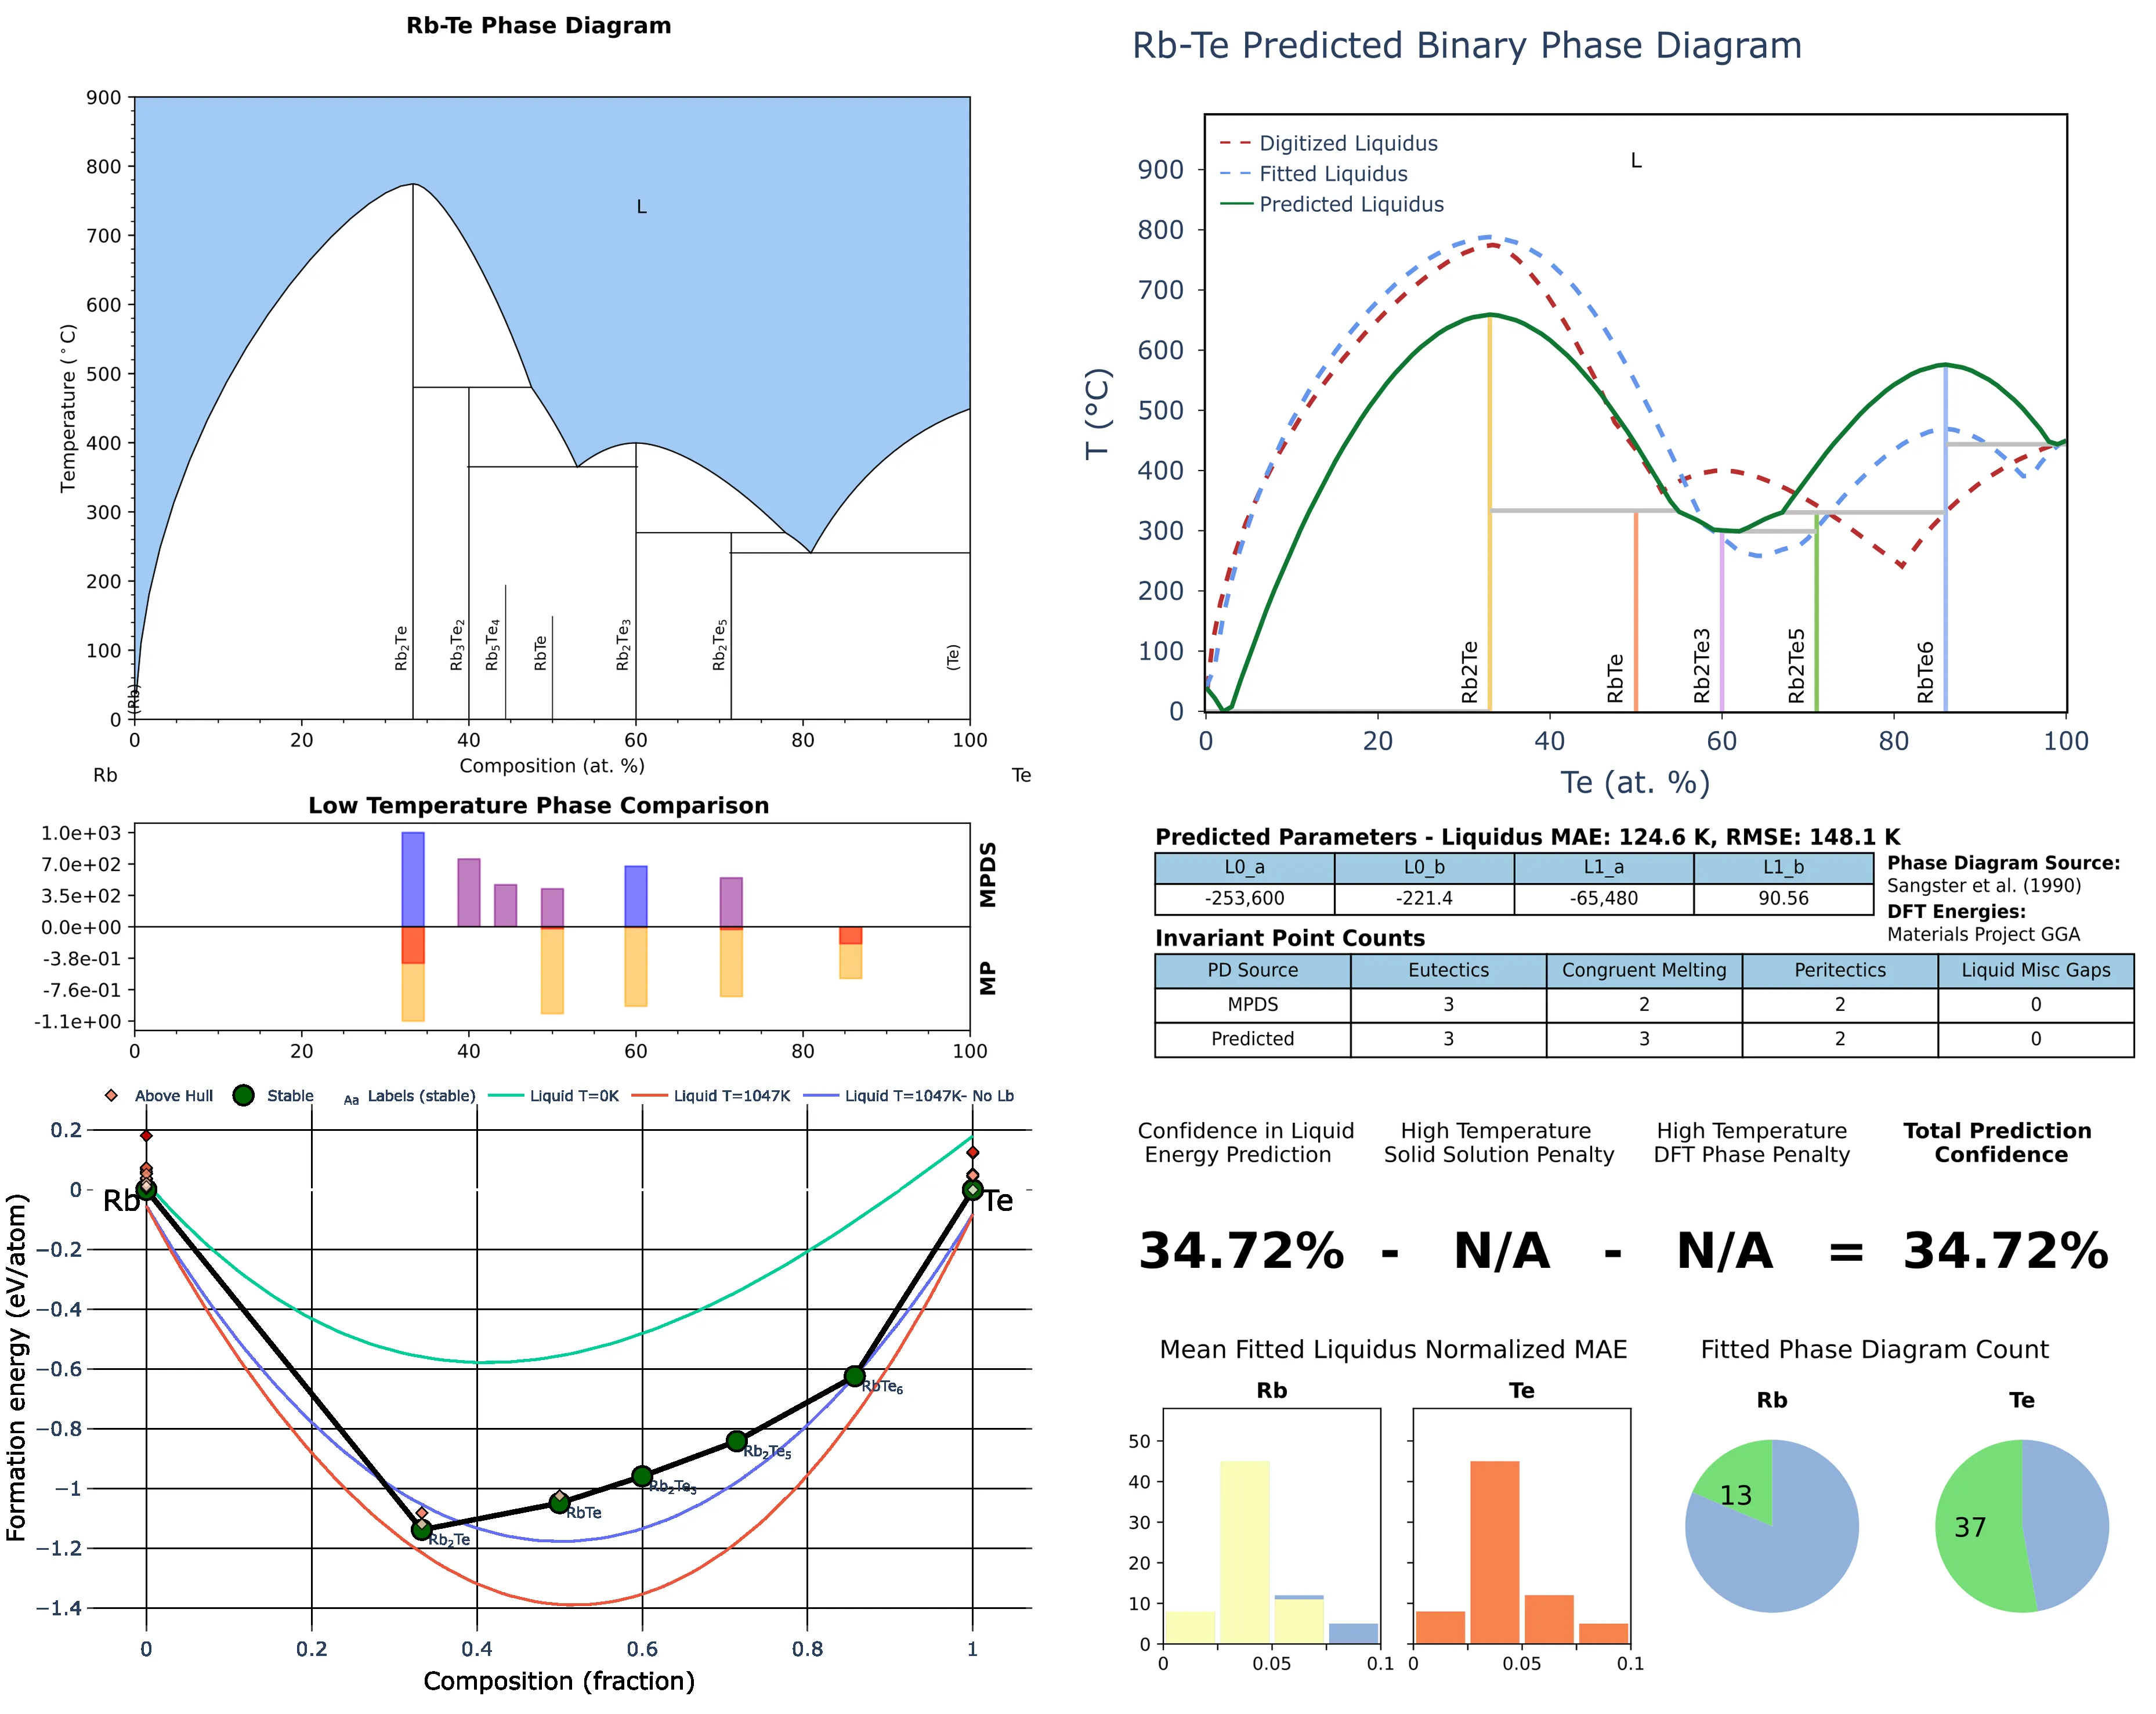 Rb-Te Phase Diagram
900
800
700
600
500
400
300
200
100
0
Temperature (°C)
L
Rb₂Te
Rb₃Te₂
Rb₅Te₄
RbTe
Rb₂Te₃
Rb₂Te₅
(Te)
(Rb)
0 20 40 60 80 100
Composition (at. %)
Rb Te
Low Temperature Phase Comparison
1.0e+03
7.0e+02
3.5e+02
0.0e+00
-3.8e-01
-7.6e-01
-1.1e+00
MPDS
MP
0 20 40 60 80 100
Above Hull Stable Aa Labels (stable) Liquid T=0K Liquid T=1047K Liquid T=1047K- No Lb
0.2
0
−0.2
−0.4
−0.6
−0.8
−1
−1.2
−1.4
Formation energy (eV/atom)
Rb
Te
RbTe₆
Rb₂Te₅
Rb₂Te₃
RbTe
Rb₂Te
0 0.2 0.4 0.6 0.8 1
Composition (fraction)
Rb-Te Predicted Binary Phase Diagram
Digitized Liquidus
Fitted Liquidus
Predicted Liquidus
L
900
800
700
600
500
400
300
200
100
0
T (°C)
Rb2Te
RbTe
Rb2Te3
Rb2Te5
RbTe6
0 20 40 60 80 100
Te (at. %)
Predicted Parameters - Liquidus MAE: 124.6 K, RMSE: 148.1 K
L0_a L0_b L1_a L1_b
-253,600 -221.4 -65,480 90.56
Phase Diagram Source:
Sangster et al. (1990)
DFT Energies:
Materials Project GGA
Invariant Point Counts
PD Source Eutectics Congruent Melting Peritectics Liquid Misc Gaps
MPDS 3 2 2 0
Predicted 3 3 2 0
Confidence in Liquid
Energy Prediction
High Temperature
Solid Solution Penalty
High Temperature
DFT Phase Penalty
Total Prediction
Confidence
34.72% - N/A - N/A = 34.72%
Mean Fitted Liquidus Normalized MAE
Rb
Te
50
40
30
20
10
0
0 0.05 0.1
0 0.05 0.1
Fitted Phase Diagram Count
Rb
Te
13
37